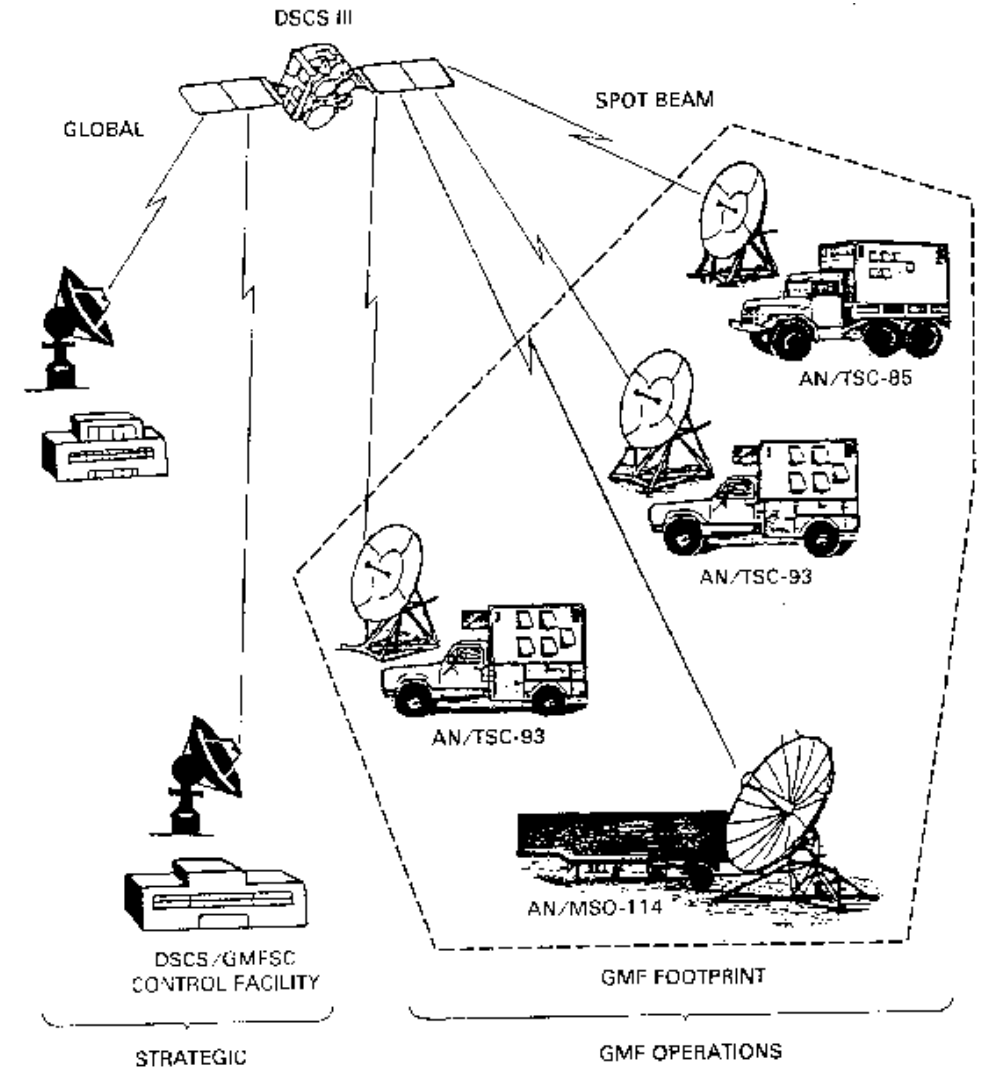 DSCS III
GLOBAL
SPOT BEAM
AN/TSC-85
AN/TSC-93
AN/TSC-93
AN/MSQ-114
DSCS/GMFSC
CONTROL FACILITY
GMF FOOTPRINT
STRATEGIC
GMF OPERATIONS